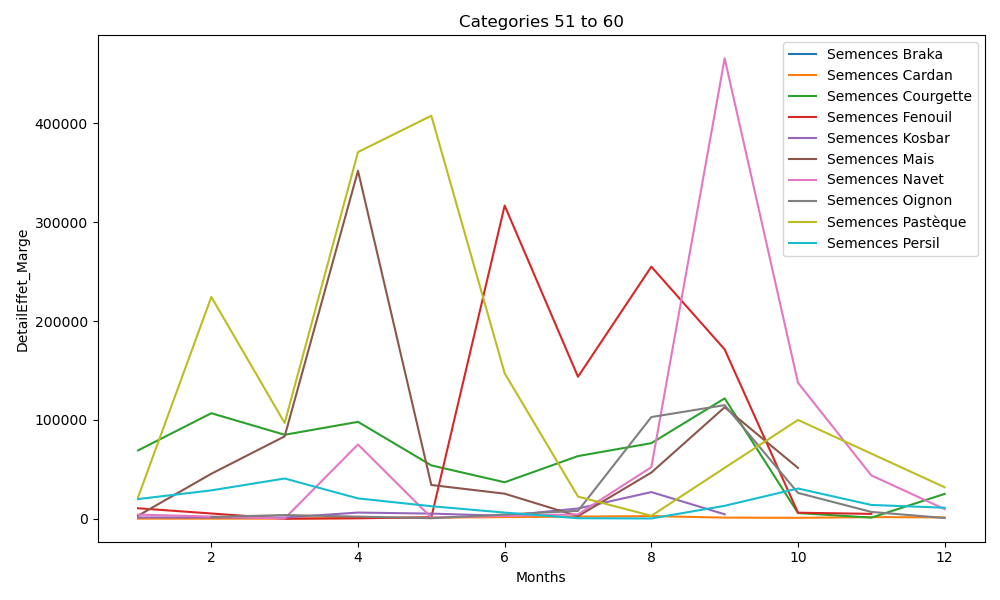 Categories 51 to 60
DetailEffet_Marge
400000
300000
200000
100000
0
Semences Braka
Semences Cardan
Semences Courgette
Semences Fenouil
Semences Kosbar
Semences Mais
Semences Navet
Semences Oignon
Semences Pastèque
Semences Persil
2 4 6 8 10 12
Months